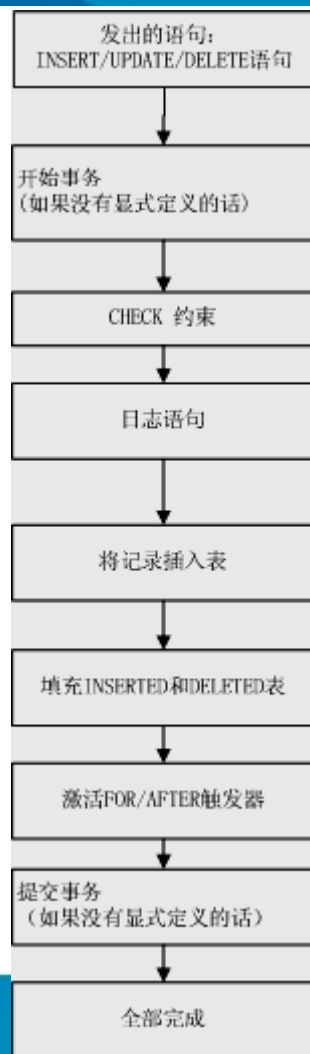 发出的语句：
INSERT/UPDATE/DELETE语句
开始事务
(如果没有显式定义的话)
CHECK 约束
日志语句
将记录插入表
填充INSERTED和DELETED表
激活FOR/AFTER触发器
提交事务
（如果没有显式定义的话）
全部完成